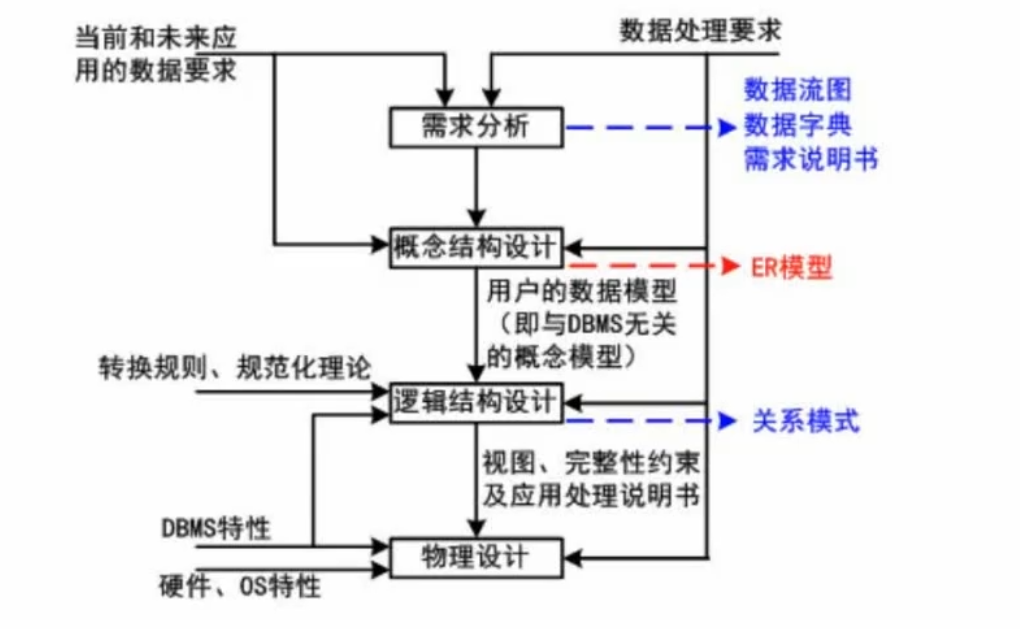 当前和未来应
用的数据要求
数据处理要求
需求分析
数据流图
数据字典
需求说明书
概念结构设计
ER模型
用户的数据模型
（即与DBMS无关
的概念模型）
转换规则、规范化理论
逻辑结构设计
关系模式
视图、完整性约束
及应用处理说明书
DBMS特性
物理设计
硬件、OS特性